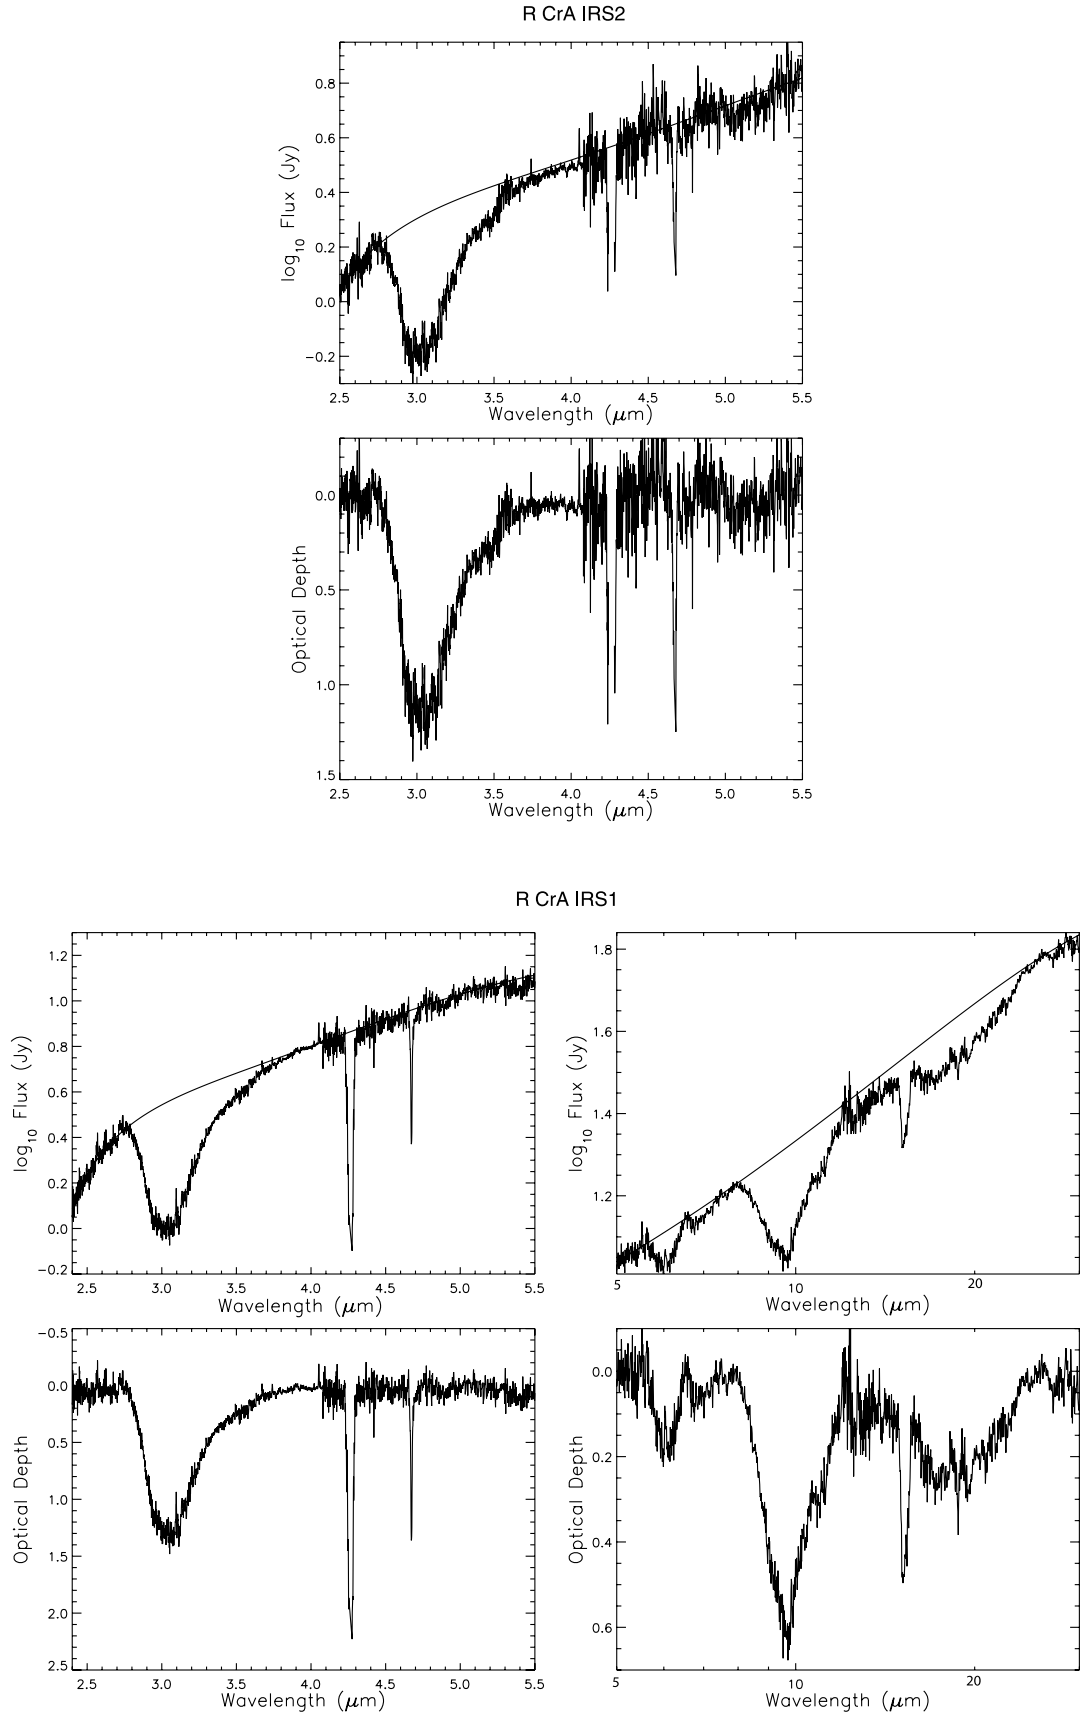 R CrA IRS2
log10 Flux (Jy)
0.8
0.6
0.4
0.2
0.0
−0.2
2.5 3.0 3.5 4.0 4.5 5.0 5.5
Wavelength (μm)
Optical Depth
0.0
0.5
1.0
1.5
2.5 3.0 3.5 4.0 4.5 5.0 5.5
Wavelength (μm)
R CrA IRS1
log10 Flux (Jy)
1.2
1.0
0.8
0.6
0.4
0.2
0.0
−0.2
2.5 3.0 3.5 4.0 4.5 5.0 5.5
Wavelength (μm)
log10 Flux (Jy)
1.8
1.6
1.4
1.2
5 10 20
Wavelength (μm)
Optical Depth
−0.5
0.0
0.5
1.0
1.5
2.0
2.5
2.5 3.0 3.5 4.0 4.5 5.0 5.5
Wavelength (μm)
Optical Depth
0.0
0.2
0.4
0.6
5 10 20
Wavelength (μm)